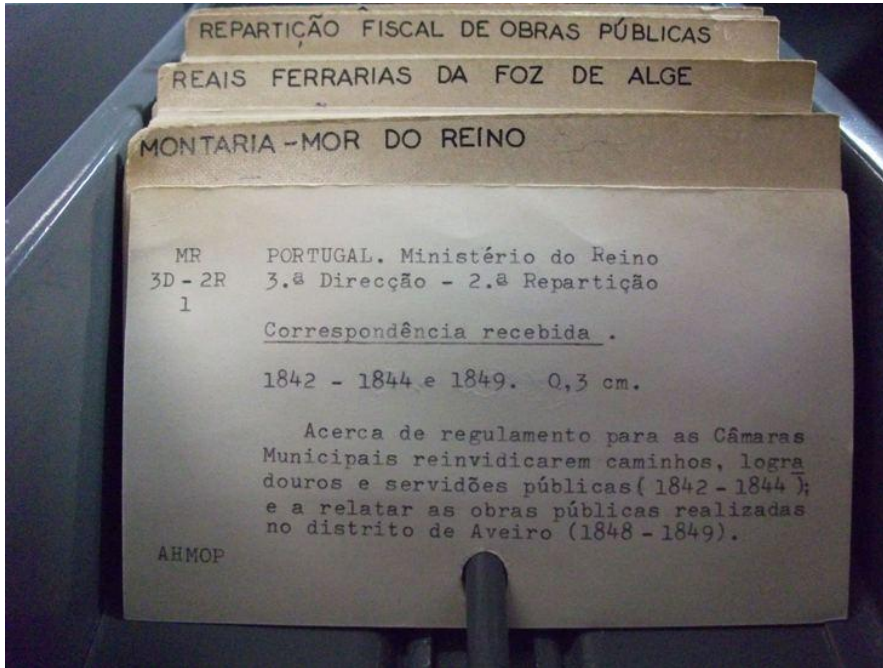 REPARTIÇÃO FISCAL DE OBRAS PÚBLICAS
REAIS FERRARIAS DA FOZ DE ALGE
MONTARIA-MOR DO REINO
MR PORTUGAL. Ministério do Reino
3D-2R 3.ª Direcção - 2.ª Repartição
1
Correspondência recebida.
1842 - 1844 e 1849. 0,3 cm.
Acerca de regulamento para as Câmaras
Municipais reinvidicarem caminhos, logra
douros e servidões públicas (1842-1844);
e a relatar as obras públicas realizadas
no distrito de Aveiro (1848-1849).
AHMOP